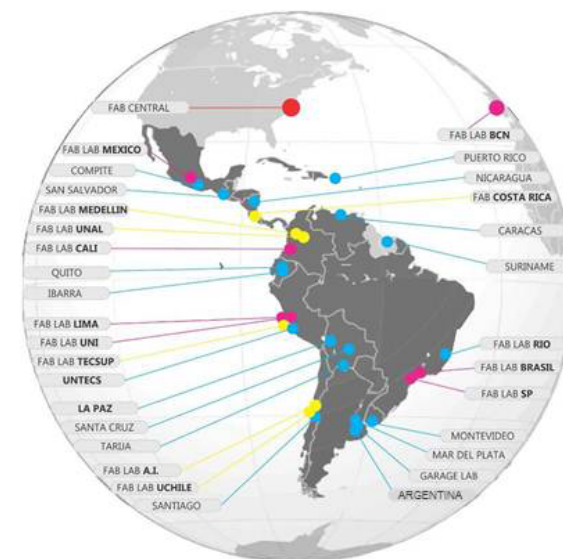 FAB CENTRAL
FAB LAB BCN
FAB LAB MEXICO
COMPITE
SAN SALVADOR
FAB LAB MEDELLIN
FAB LAB UNAL
FAB LAB CALI
QUITO
IBARRA
FAB LAB LIMA
FAB LAB UNI
FAB LAB TECSUP
UNTECS
LA PAZ
SANTA CRUZ
TARIJA
FAB LAB A.I.
FAB LAB UCHILE
SANTIAGO
PUERTO RICO
NICARAGUA
FAB COSTA RICA
CARACAS
SURINAME
FAB LAB RIO
FAB LAB BRASIL
FAB LAB SP
MONTEVIDEO
MAR DEL PLATA
GARAGE LAB
ARGENTINA